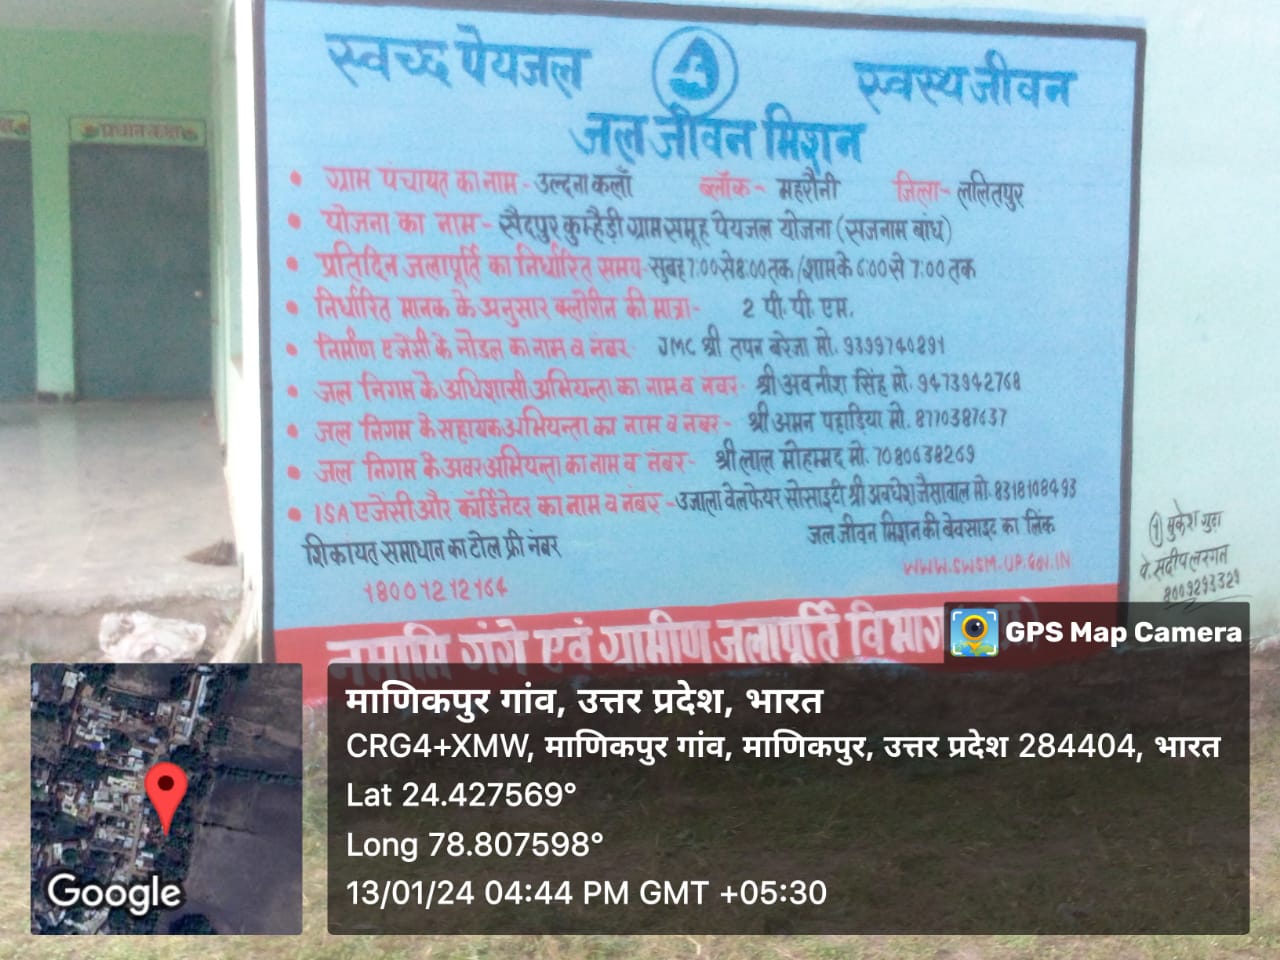 स्वच्छ पेयजल
स्वस्थ जीवन
जल जीवन मिशन
प्रधान कक्ष
• ग्राम पंचायत का नाम - उल्दना कलाँ ब्लॉक - महरौनी जिला - ललितपुर
• योजना का नाम - सैदपुर कुम्हैड़ी ग्राम समूह पेयजल योजना (सजनाम बांध)
• प्रतिदिन जलापूर्ति का निर्धारित समय - सुबह 7:00 से 8:00 तक / शाम के 6:00 से 7:00 तक
• निर्धारित मानक के अनुसार क्लोरीन की मात्रा - 2 पी. पी. एम.
• निर्माण एजेंसी के नोडल का नाम व नंबर - JMC श्री तपन बरेजा मो. 9399740291
• जल निगम के अधिशासी अभियन्ता का नाम व नंबर - श्री अवनीश सिंह मो. 9473942768
• जल निगम के सहायक अभियन्ता का नाम व नंबर - श्री अमन पहाड़िया मो. 8770387637
• जल निगम के अवर अभियन्ता का नाम व नंबर - श्री लाल मोहम्मद मो. 7080638269
• ISA एजेंसी और कॉर्डिनेटर का नाम व नंबर - उजाला वेलफेयर सोसाइटी श्री अवधेश जैसावाल मो. 8318108493
शिकायत समाधान का टोल फ्री नंबर
जल जीवन मिशन की बेवसाइट का लिंक
18001212164
WWW.SWSM.UP.GOV.IN
नमामि गंगे एवं ग्रामीण जलापूर्ति विभाग
① मुकेश गुप्ता
पे. संदीप
8009293329
GPS Map Camera
माणिकपुर गांव, उत्तर प्रदेश, भारत
CRG4+XMW, माणिकपुर गांव, माणिकपुर, उत्तर प्रदेश 284404, भारत
Lat 24.427569°
Long 78.807598°
13/01/24 04:44 PM GMT +05:30
Google